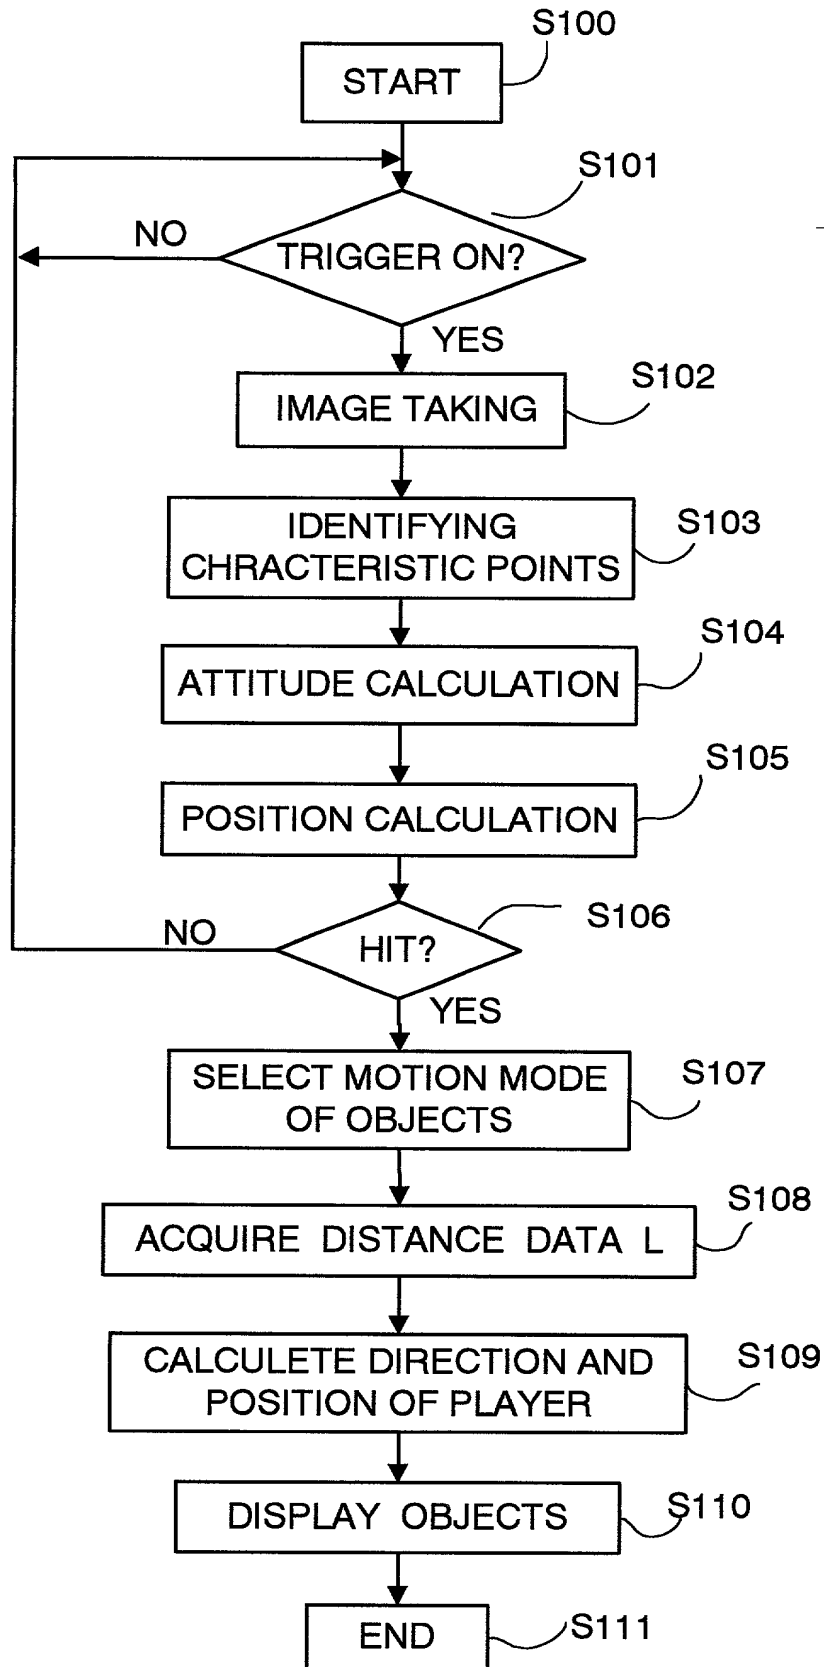 S100
START
S101
NO
TRIGGER ON?
YES
S102
IMAGE TAKING
S103
IDENTIFYING
CHRACTERISTIC POINTS
S104
ATTITUDE CALCULATION
S105
POSITION CALCULATION
S106
NO
HIT?
YES
S107
SELECT MOTION MODE
OF OBJECTS
S108
ACQUIRE DISTANCE DATA L
S109
CALCULETE DIRECTION AND
POSITION OF PLAYER
S110
DISPLAY OBJECTS
S111
END